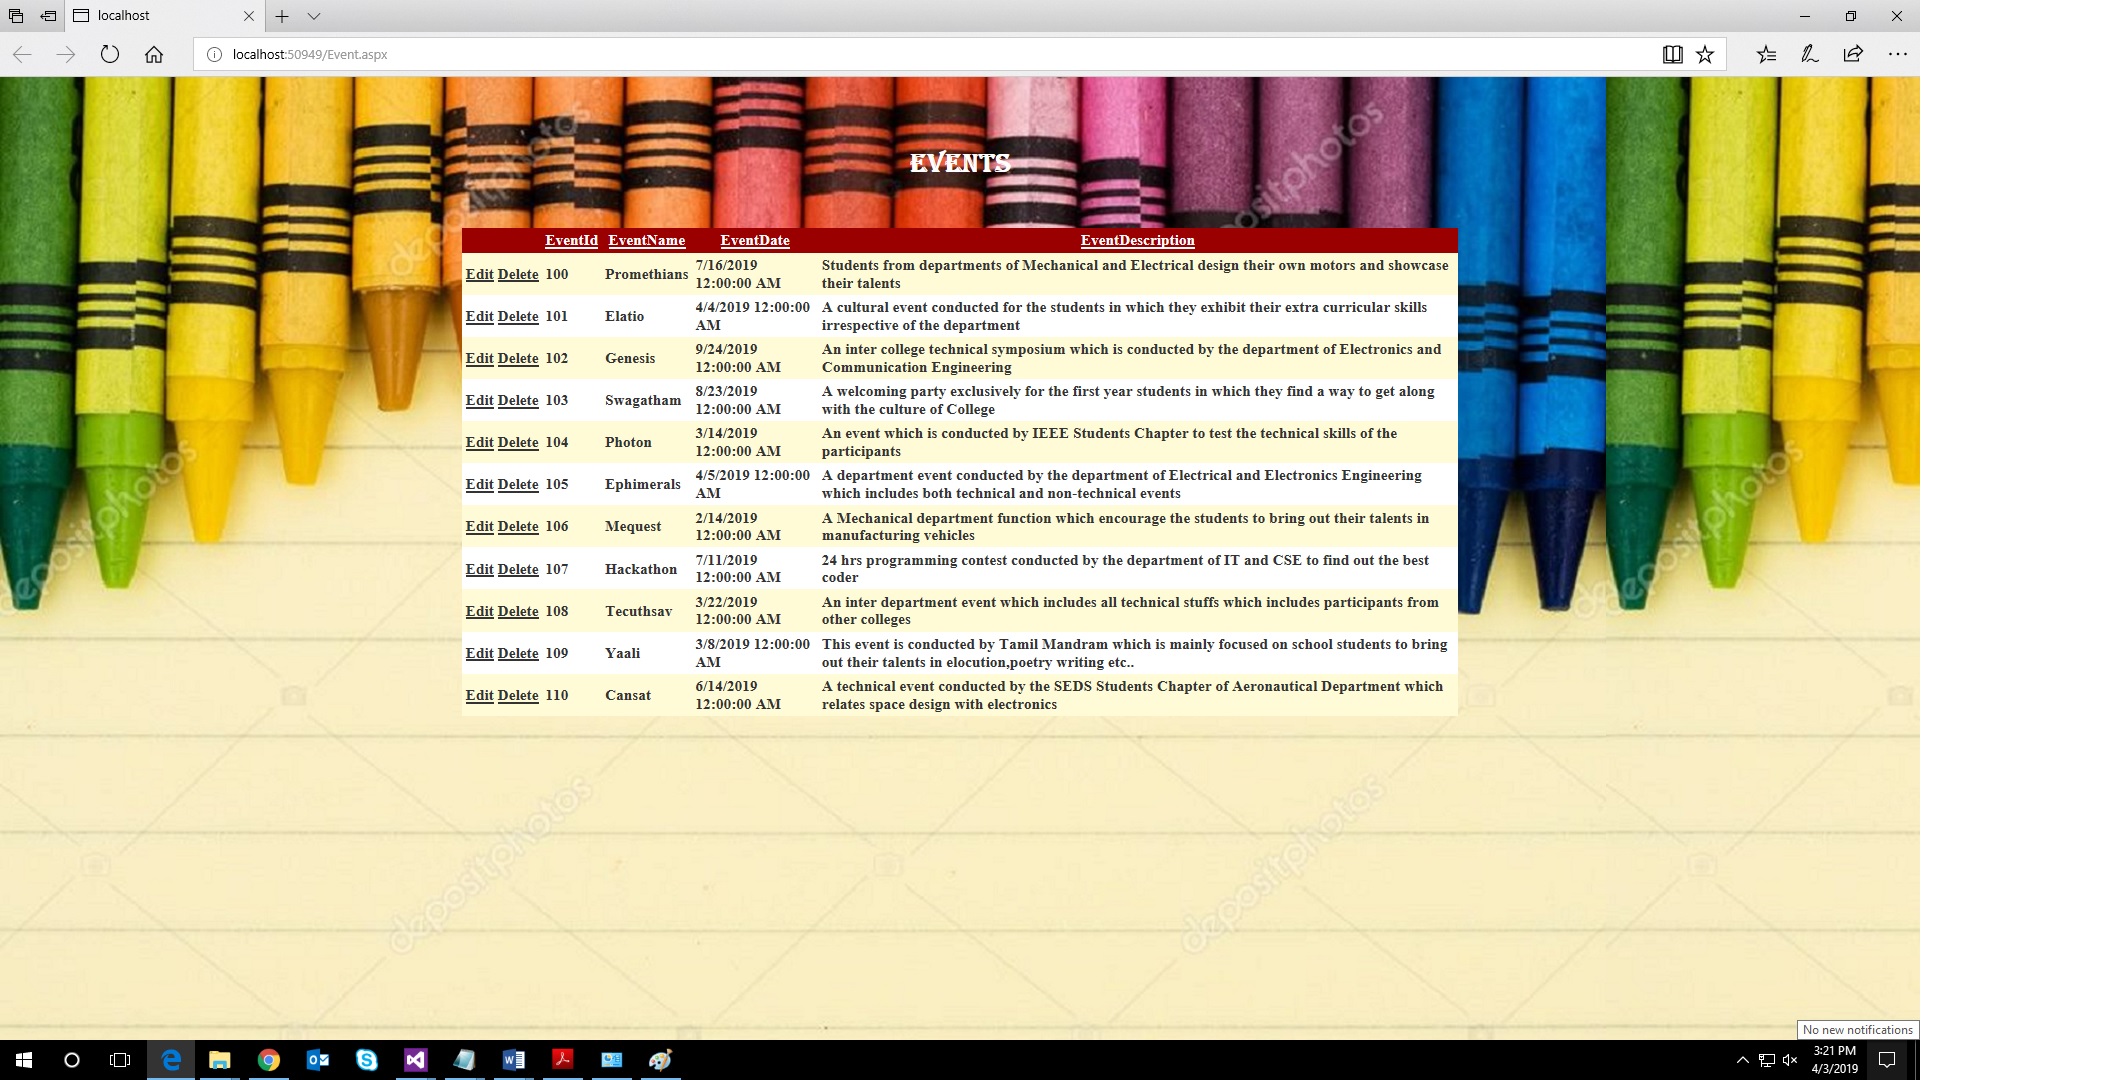 localhost
localhost:50949/Event.aspx
EVENTS
EventId EventName EventDate EventDescription
Edit Delete 100 Promethians 7/16/2019 12:00:00 AM Students from departments of Mechanical and Electrical design their own motors and showcase their talents
Edit Delete 101 Elatio 4/4/2019 12:00:00 AM A cultural event conducted for the students in which they exhibit their extra curricular skills irrespective of the department
Edit Delete 102 Genesis 9/24/2019 12:00:00 AM An inter college technical symposium which is conducted by the department of Electronics and Communication Engineering
Edit Delete 103 Swagatham 8/23/2019 12:00:00 AM A welcoming party exclusively for the first year students in which they find a way to get along with the culture of College
Edit Delete 104 Photon 3/14/2019 12:00:00 AM An event which is conducted by IEEE Students Chapter to test the technical skills of the participants
Edit Delete 105 Ephimerals 4/5/2019 12:00:00 AM A department event conducted by the department of Electrical and Electronics Engineering which includes both technical and non-technical events
Edit Delete 106 Mequest 2/14/2019 12:00:00 AM A Mechanical department function which encourage the students to bring out their talents in manufacturing vehicles
Edit Delete 107 Hackathon 7/11/2019 12:00:00 AM 24 hrs programming contest conducted by the department of IT and CSE to find out the best coder
Edit Delete 108 Tecuthsav 3/22/2019 12:00:00 AM An inter department event which includes all technical stuffs which includes participants from other colleges
Edit Delete 109 Yaali 3/8/2019 12:00:00 AM This event is conducted by Tamil Mandram which is mainly focused on school students to bring out their talents in elocution,poetry writing etc..
Edit Delete 110 Cansat 6/14/2019 12:00:00 AM A technical event conducted by the SEDS Students Chapter of Aeronautical Department which relates space design with electronics
depositphotos
depositphotos
depositphotos
depositphotos
depositphotos
depositphotos
No new notifications
3:21 PM
4/3/2019